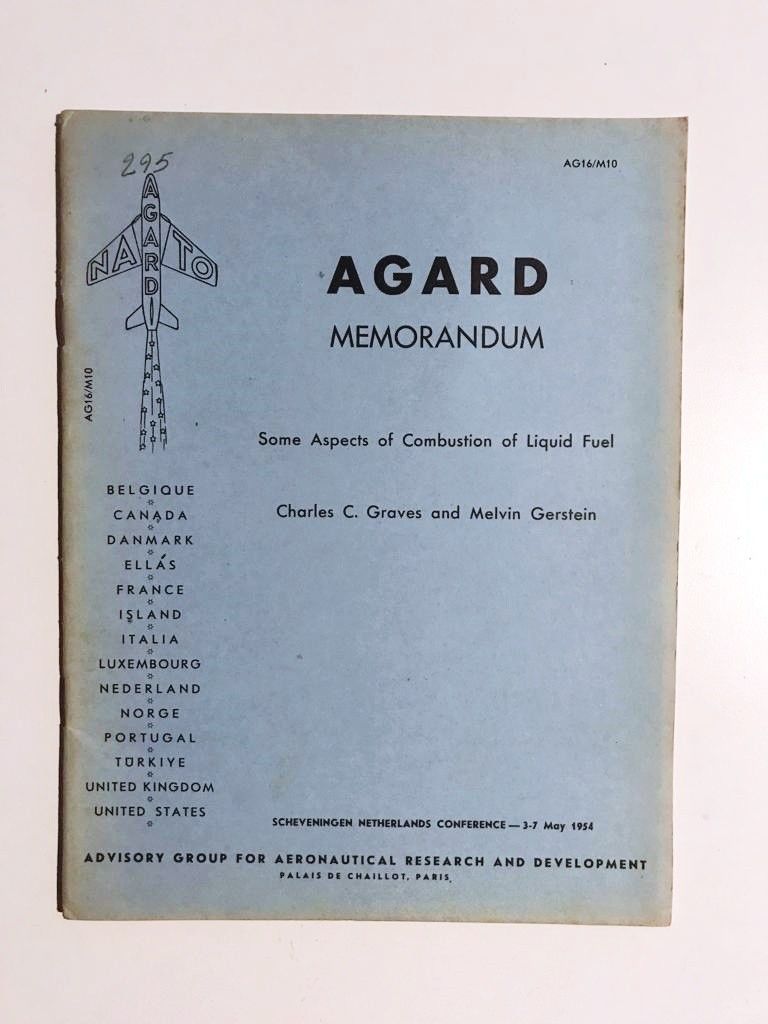 295
AG16/M10
AGARD
NATO
AGARD
MEMORANDUM
AG16/M10
Some Aspects of Combustion of Liquid Fuel
Charles C. Graves and Melvin Gerstein
BELGIQUE
CANADA
DANMARK
ELLÁS
FRANCE
ISLAND
ITALIA
LUXEMBOURG
NEDERLAND
NORGE
PORTUGAL
TÜRKIYE
UNITED KINGDOM
UNITED STATES
SCHEVENINGEN NETHERLANDS CONFERENCE — 3-7 May 1954
ADVISORY GROUP FOR AERONAUTICAL RESEARCH AND DEVELOPMENT
PALAIS DE CHAILLOT, PARIS.